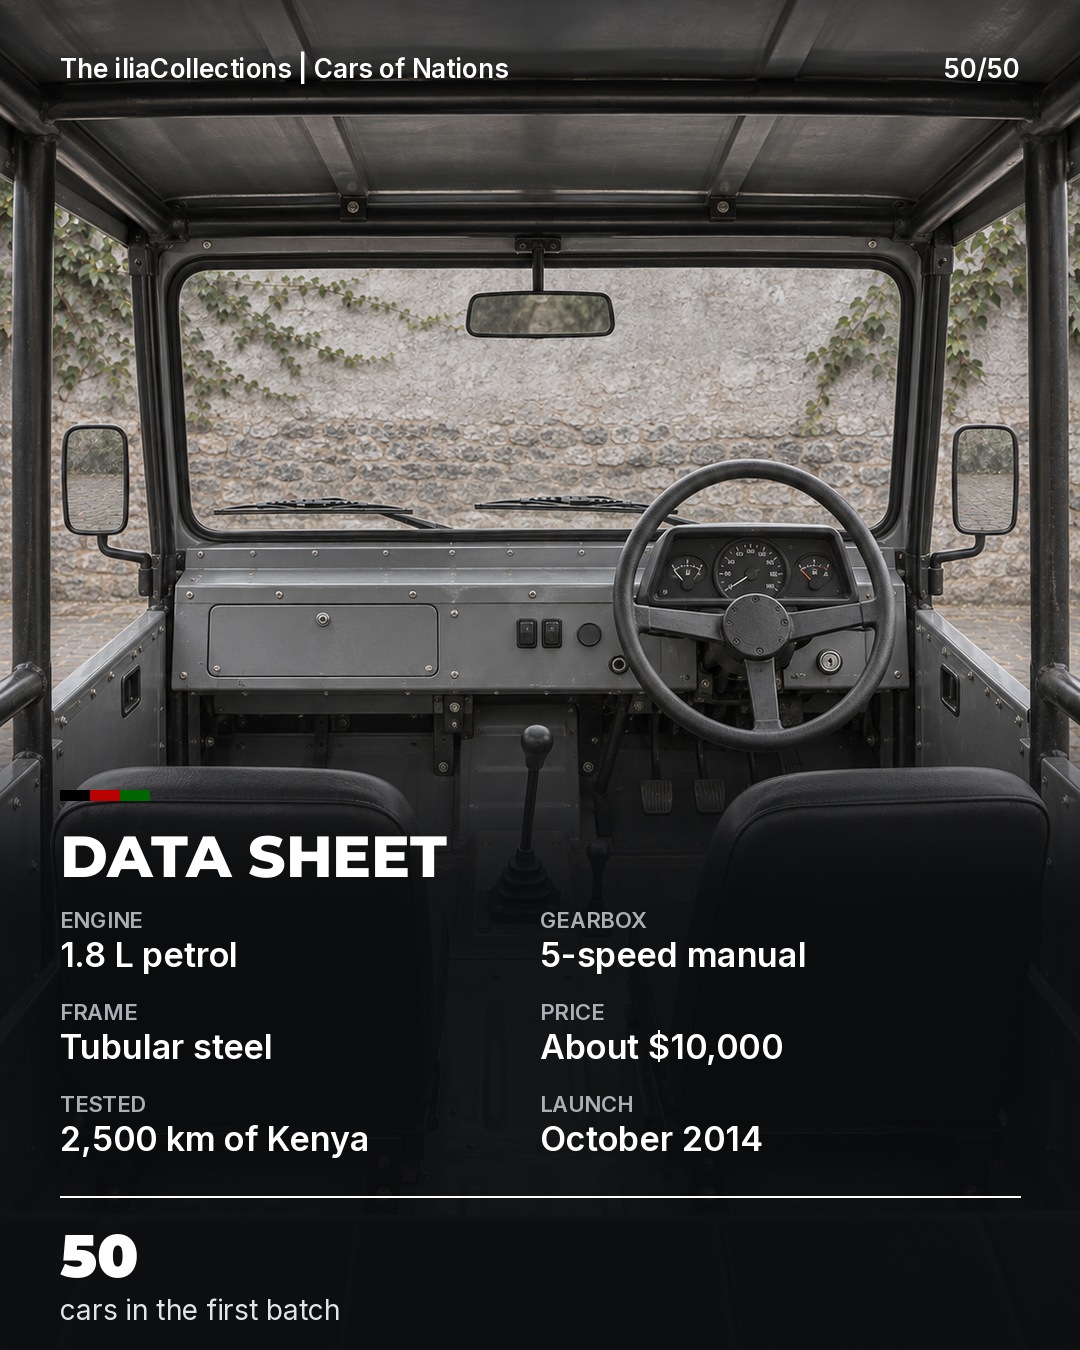 The iliaCollections | Cars of Nations
50/50
DATA SHEET
ENGINE
1.8 L petrol
GEARBOX
5-speed manual
FRAME
Tubular steel
PRICE
About $10,000
TESTED
2,500 km of Kenya
LAUNCH
October 2014
50
cars in the first batch